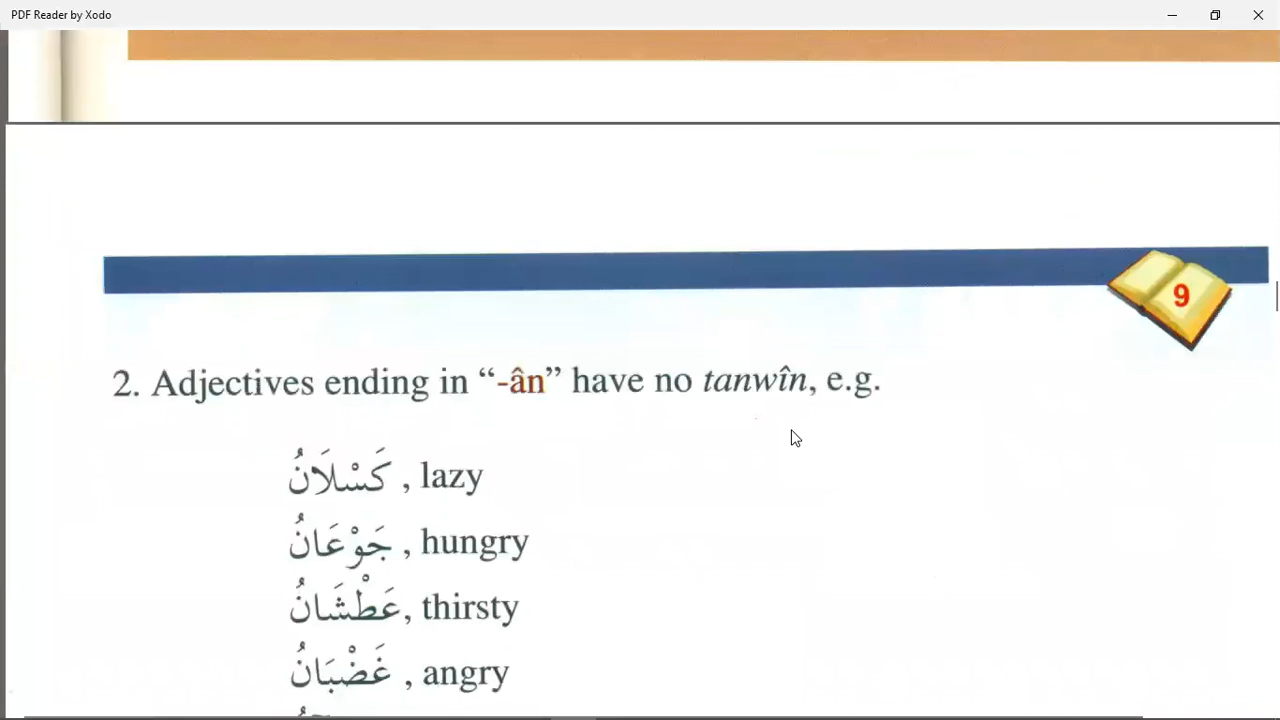 PDF Reader by Xodo
9
2. Adjectives ending in “-ân” have no tanwîn, e.g.
كَسْلَانُ , lazy
جَوْعَانُ , hungry
عَطْشَانُ , thirsty
غَضْبَانُ , angry